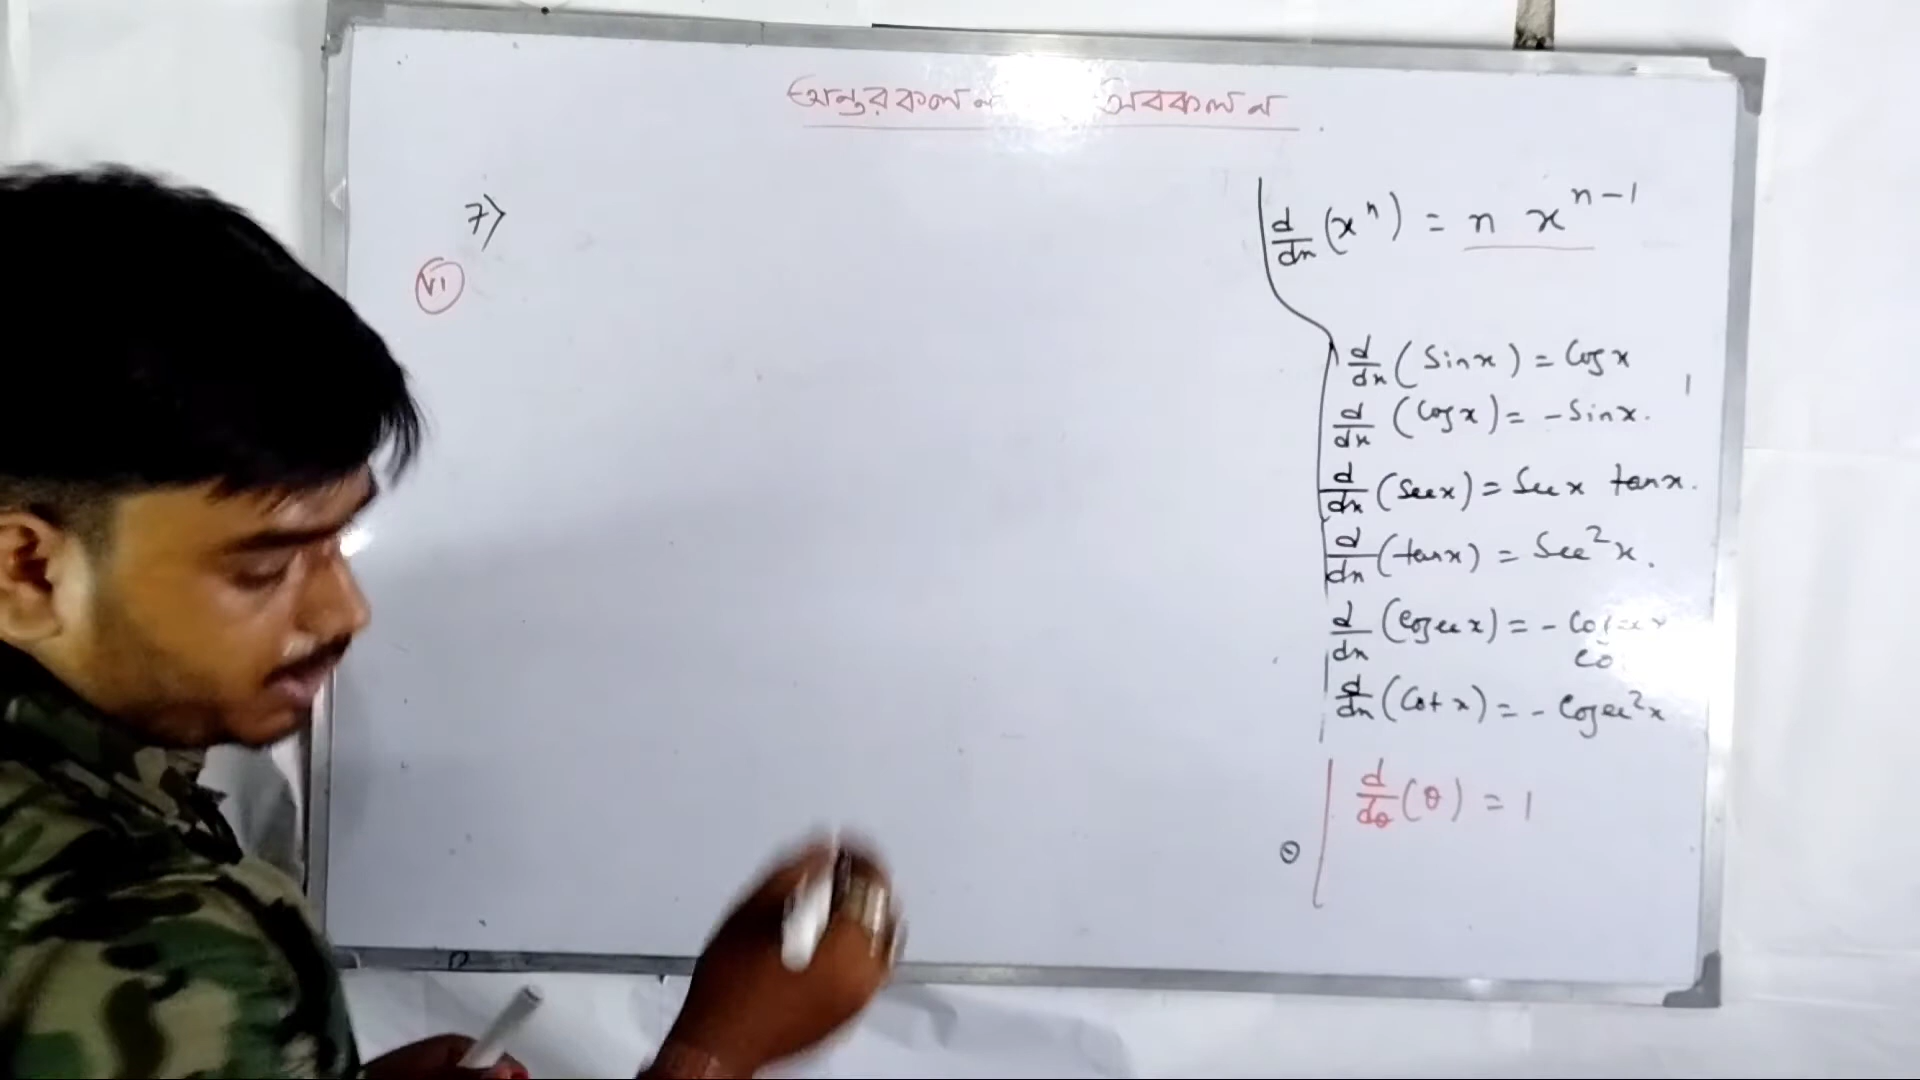 অন্তরকলন অবকলন
7)
VI
d/dx (x^n) = n x^{n-1}
d/dx (Sinx) = Cosx
d/dx (Cosx) = -Sinx.
d/dx (Secx) = Secx tanx.
d/dx (tanx) = Sec²x.
d/dx (Cosecx) = - Cosecx
d/dx (Cotx) = - Cosec²x
d/dθ (θ) = 1
θ